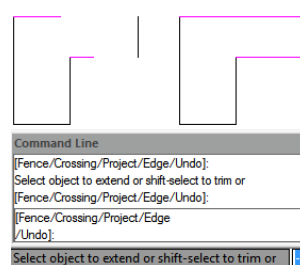 Command Line
[Fence/Crossing/Project/Edge/Undo]:
Select object to extend or shift-select to trim or
[Fence/Crossing/Project/Edge/Undo]:
[Fence/Crossing/Project/Edge
/Undo]:
Select object to extend or shift-select to trim or